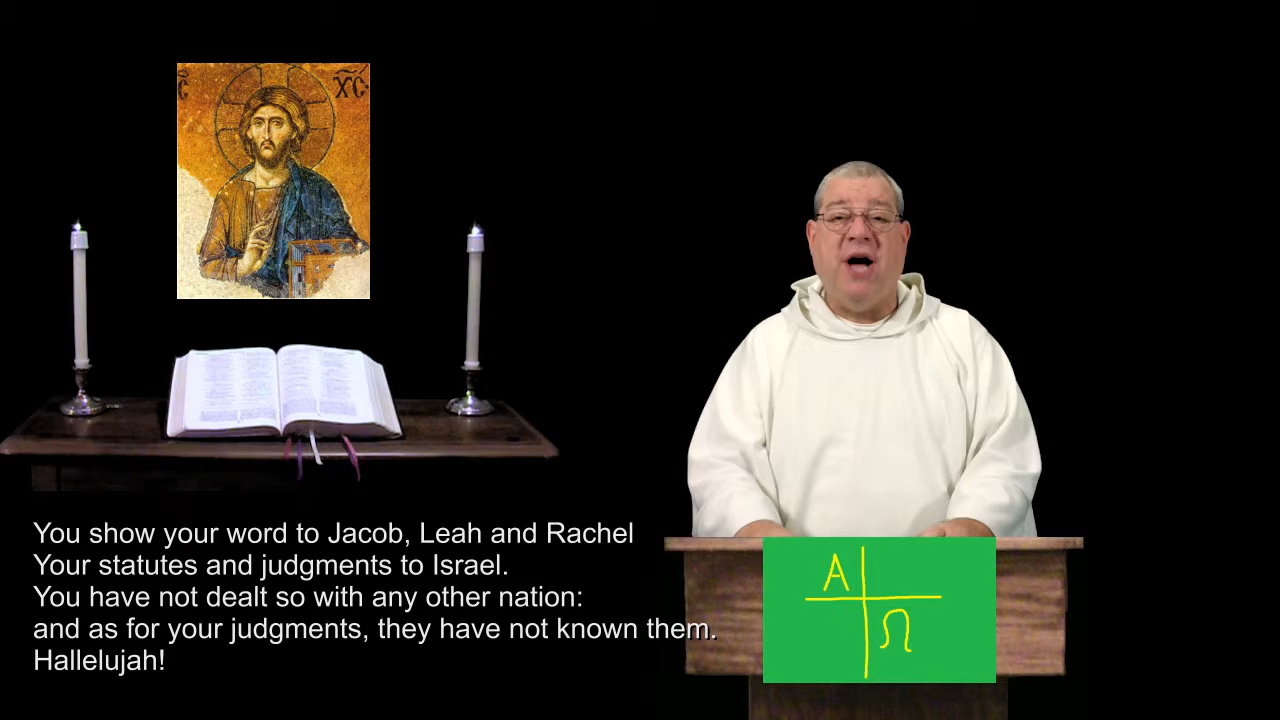 C̃ X̃C
You show your word to Jacob, Leah and Rachel
Your statutes and judgments to Israel.
You have not dealt so with any other nation:
and as for your judgments, they have not known them.
Hallelujah!
A
Ω